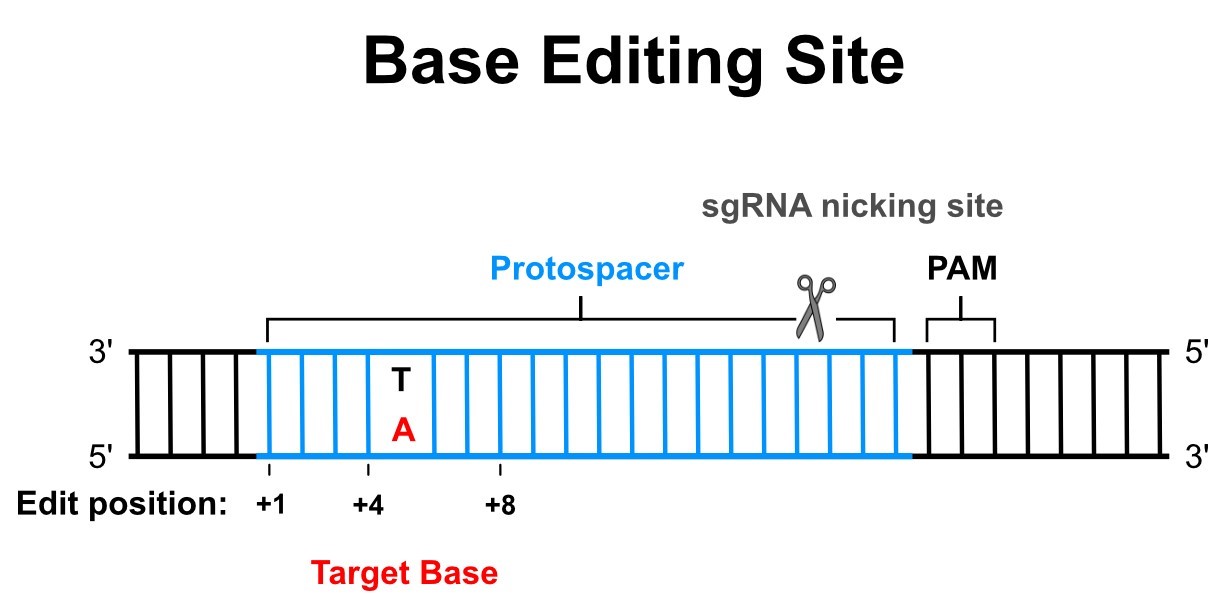 Base Editing Site
sgRNA nicking site
Protospacer
PAM
3'
5'
T
A
5'
3'
Edit position: +1 +4 +8
Target Base